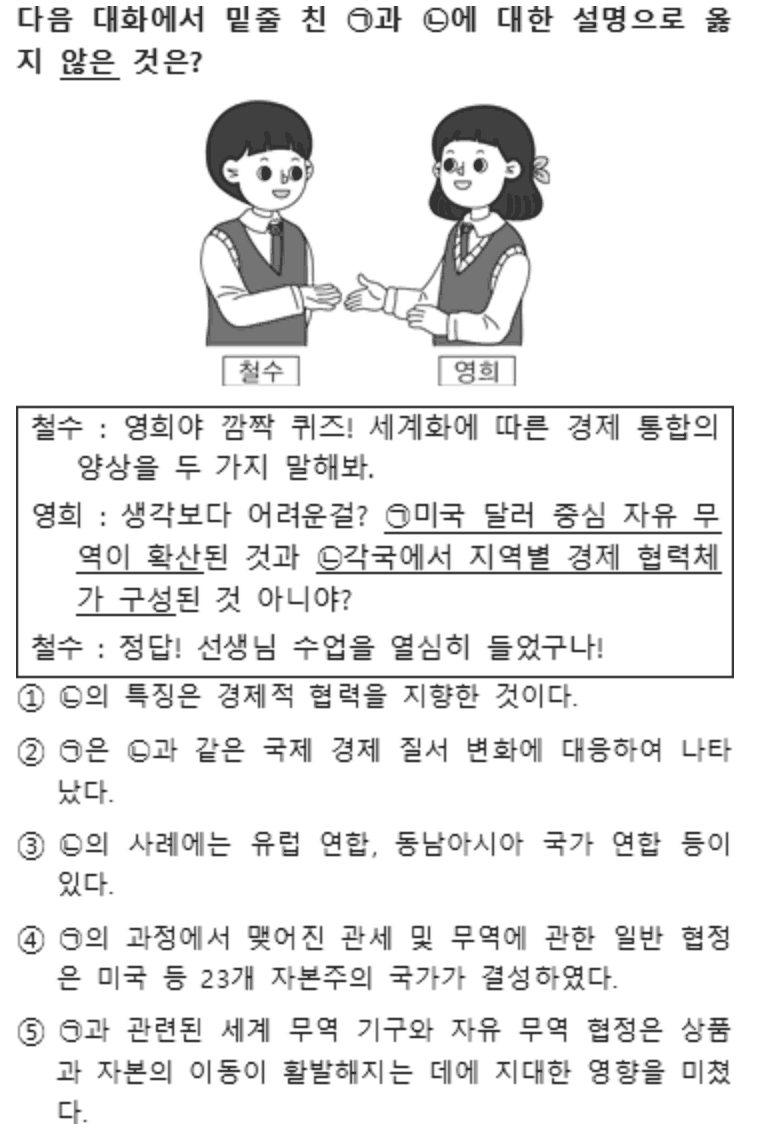 다음 대화에서 밑줄 친 ㉠과 ㉡에 대한 설명으로 옳
지 않은 것은?
철수
영희
철수 : 영희야 깜짝 퀴즈! 세계화에 따른 경제 통합의
양상을 두 가지 말해봐.
영희 : 생각보다 어려운걸? ㉠미국 달러 중심 자유 무
역이 확산된 것과 ㉡각국에서 지역별 경제 협력체
가 구성된 것 아니야?
철수 : 정답! 선생님 수업을 열심히 들었구나!
① ㉡의 특징은 경제적 협력을 지향한 것이다.
② ㉠은 ㉡과 같은 국제 경제 질서 변화에 대응하여 나타
났다.
③ ㉡의 사례에는 유럽 연합, 동남아시아 국가 연합 등이
있다.
④ ㉠의 과정에서 맺어진 관세 및 무역에 관한 일반 협정
은 미국 등 23개 자본주의 국가가 결성하였다.
⑤ ㉠과 관련된 세계 무역 기구와 자유 무역 협정은 상품
과 자본의 이동이 활발해지는 데에 지대한 영향을 미쳤
다.